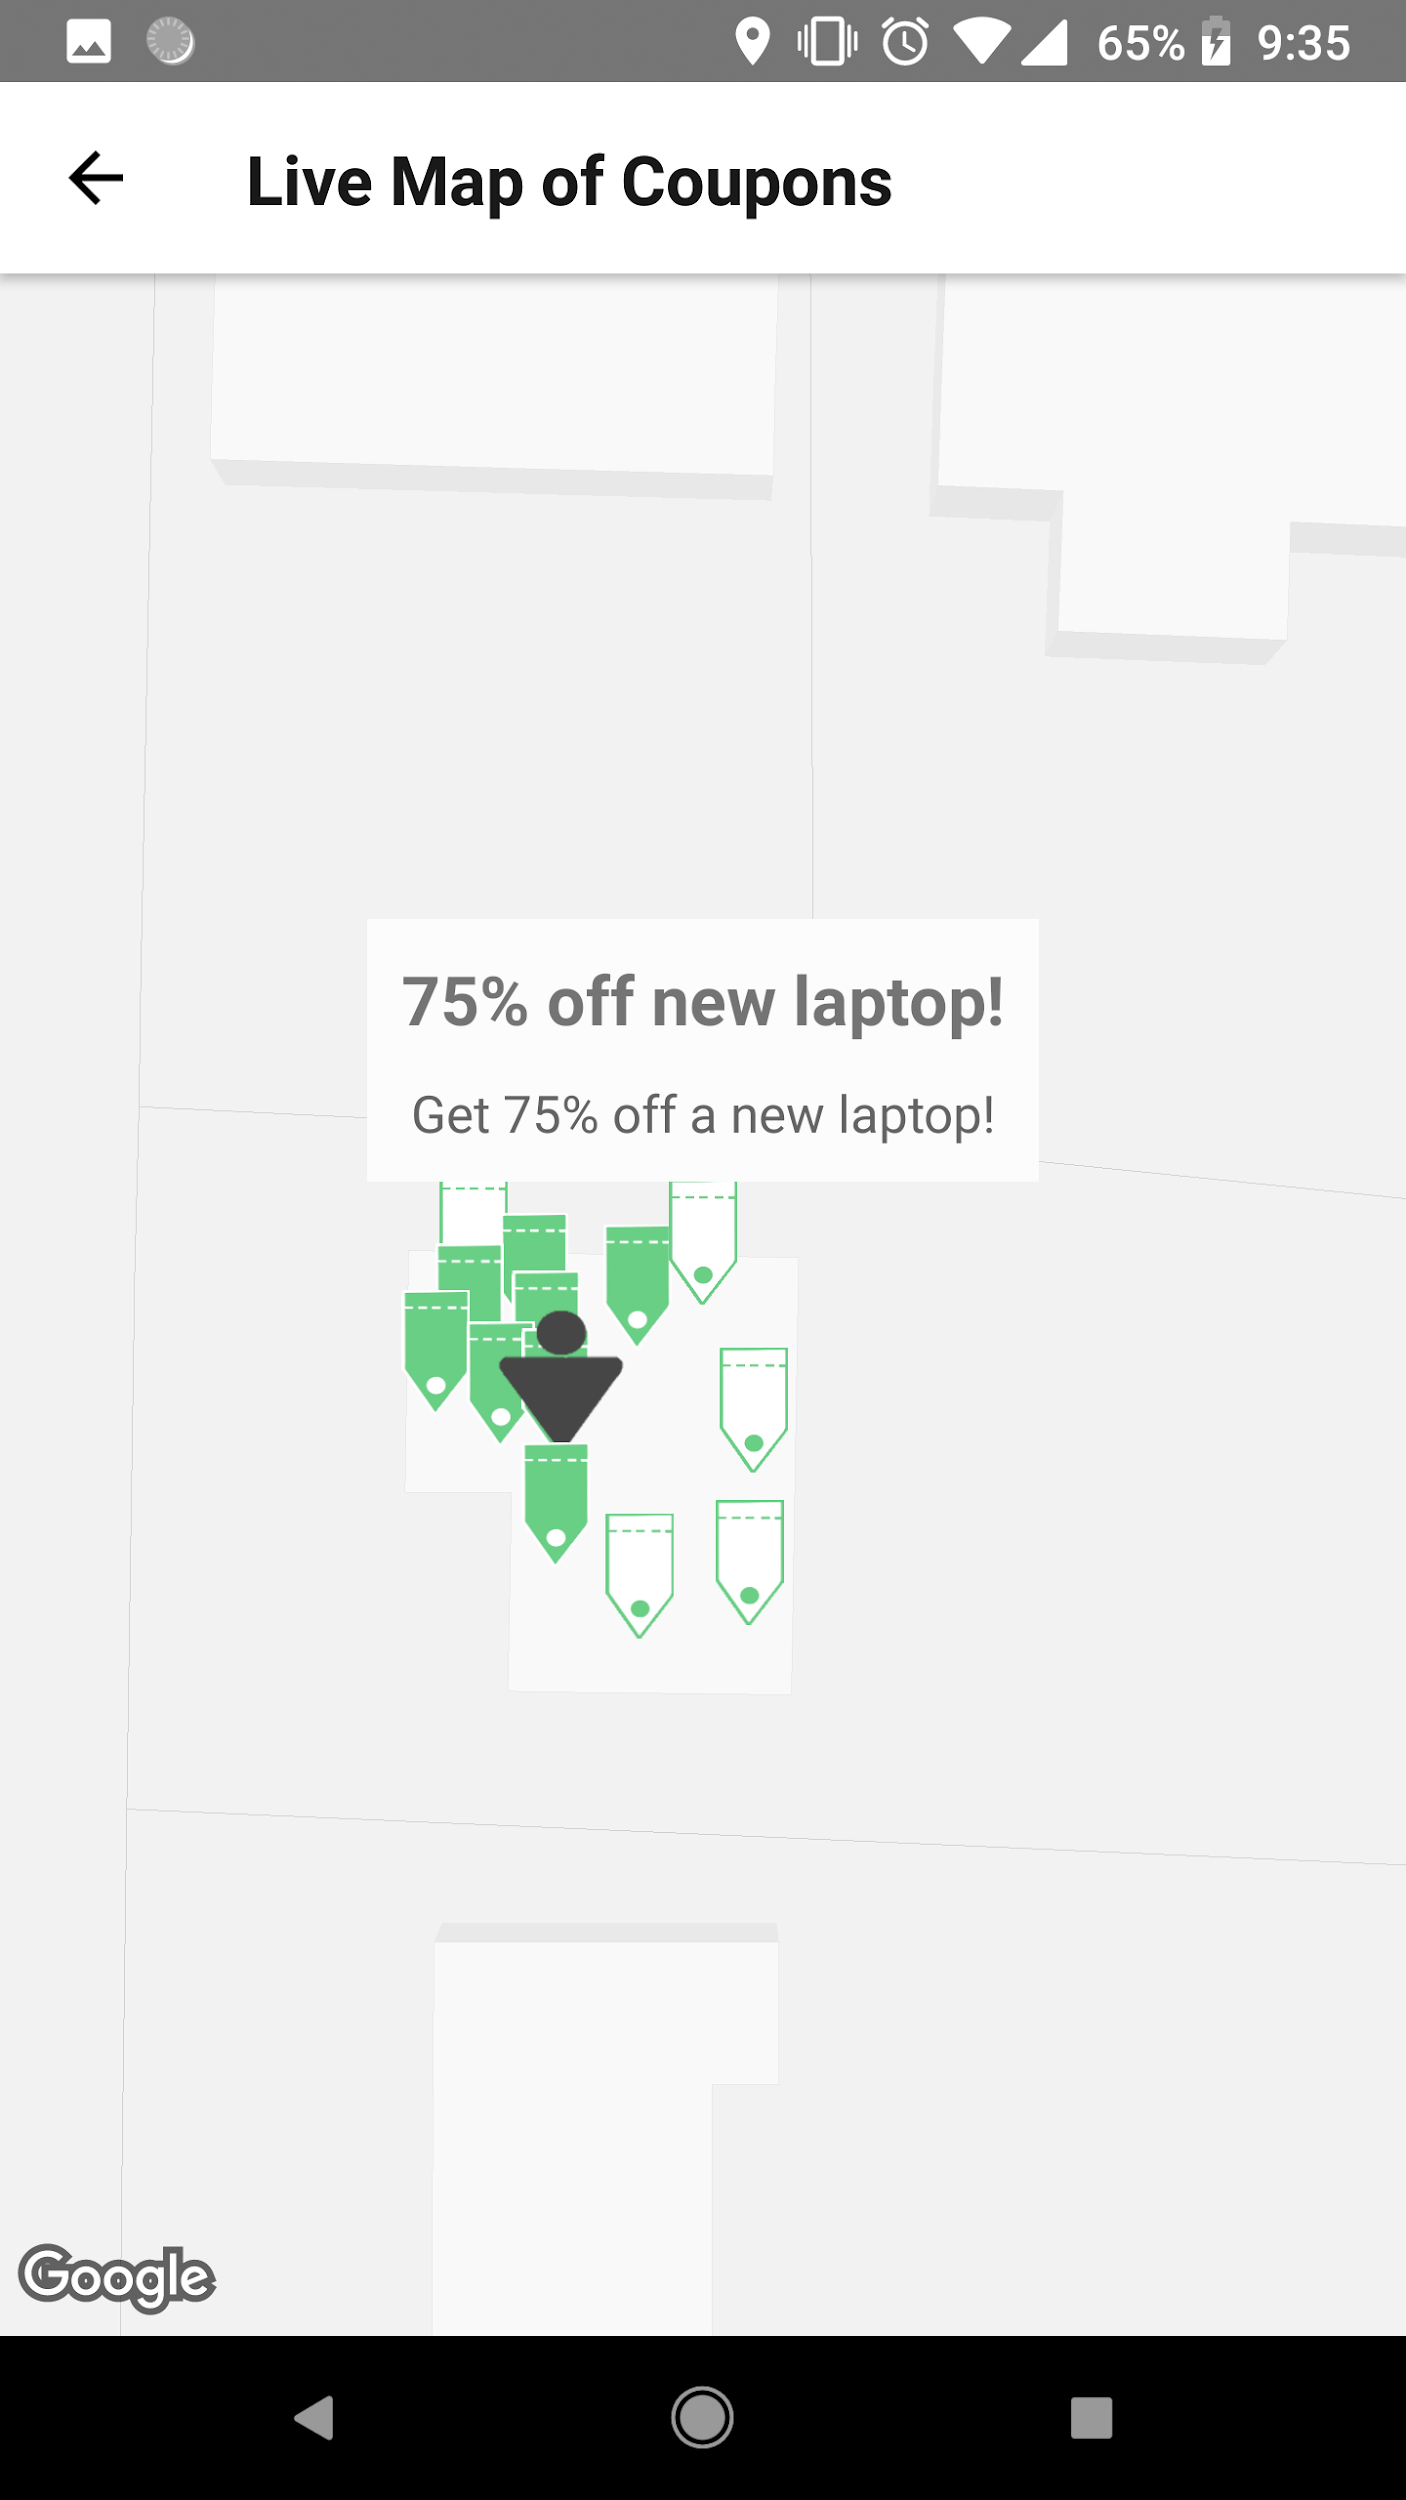 65% 9:35
Live Map of Coupons
75% off new laptop!
Get 75% off a new laptop!
Google